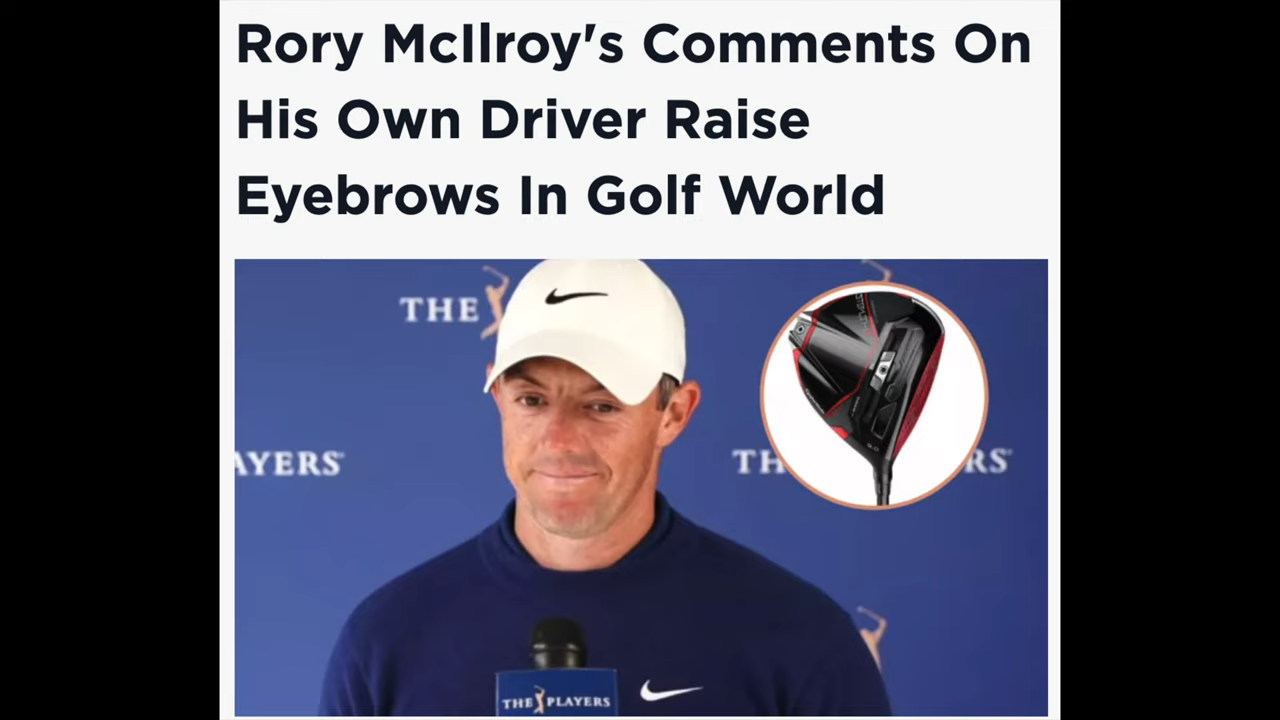 Rory McIlroy's Comments On
His Own Driver Raise
Eyebrows In Golf World
THE
AYERS
TH
RS
THE PLAYERS